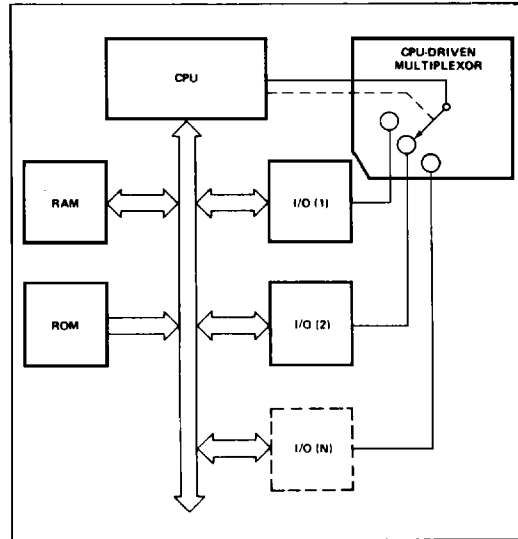 CPU
CPU-DRIVEN
MULTIPLEXOR
RAM
I/O (1)
ROM
I/O (2)
I/O (N)